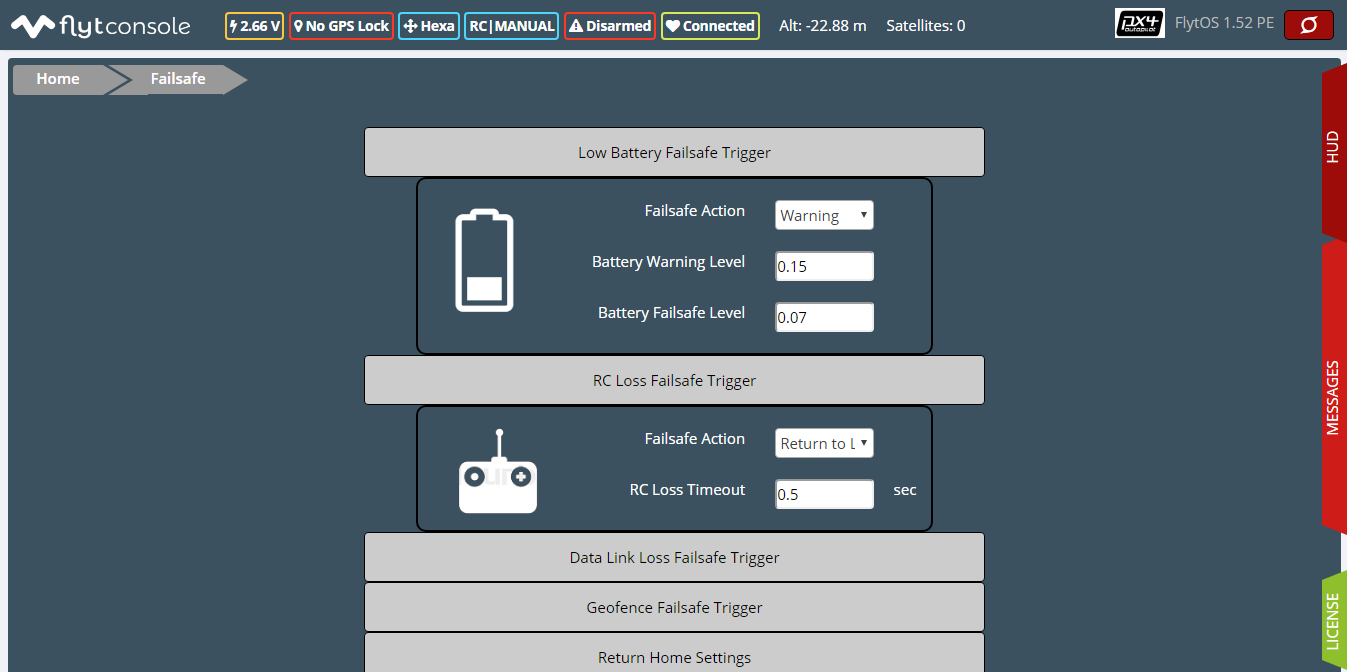 flytconsole 2.66 V No GPS Lock Hexa RC|MANUAL Disarmed Connected Alt: -22.88 m Satellites: 0 PX4 autopilot FlytOS 1.52 PE
Home Failsafe
Low Battery Failsafe Trigger
Failsafe Action Warning
Battery Warning Level 0.15
Battery Failsafe Level 0.07
RC Loss Failsafe Trigger
Failsafe Action Return to L
RC Loss Timeout 0.5 sec
Data Link Loss Failsafe Trigger
Geofence Failsafe Trigger
Return Home Settings
HUD
MESSAGES
LICENSE